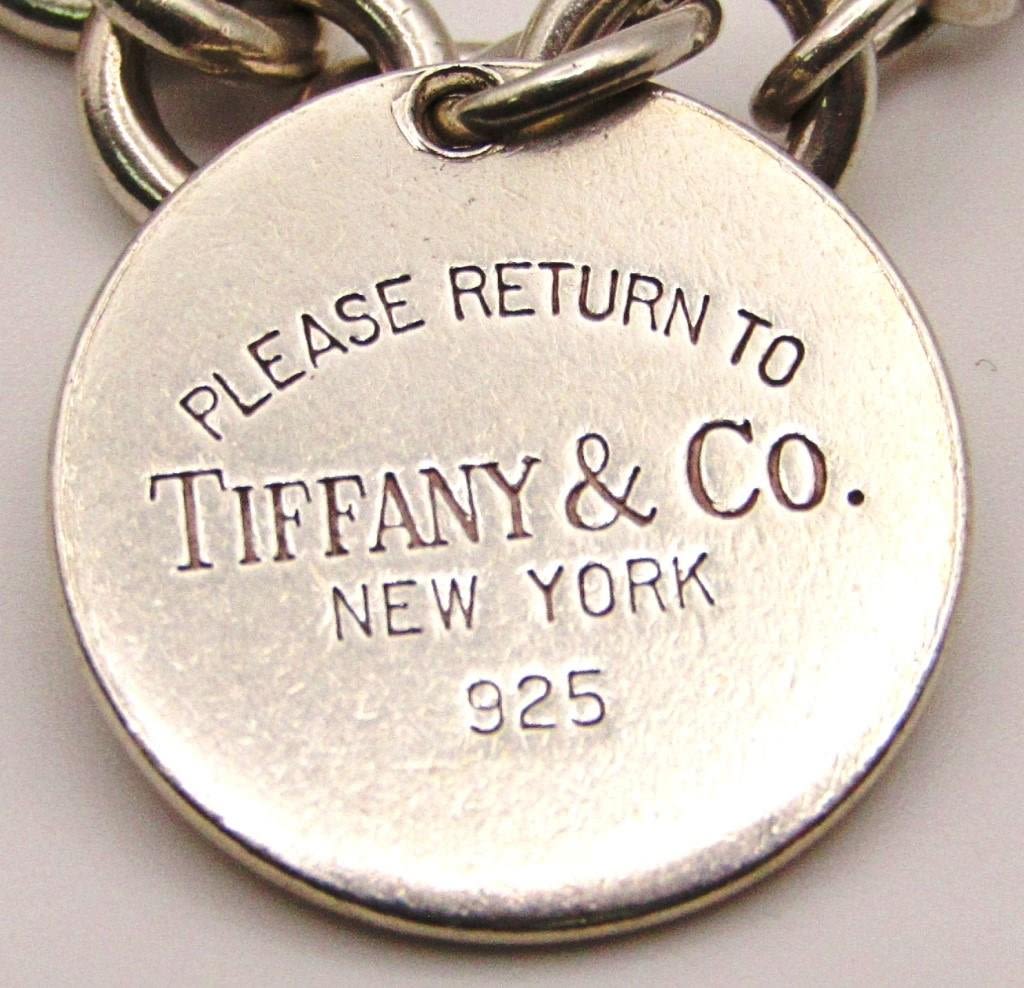 PLEASE RETURN TO
TIFFANY & CO.
NEW YORK
925